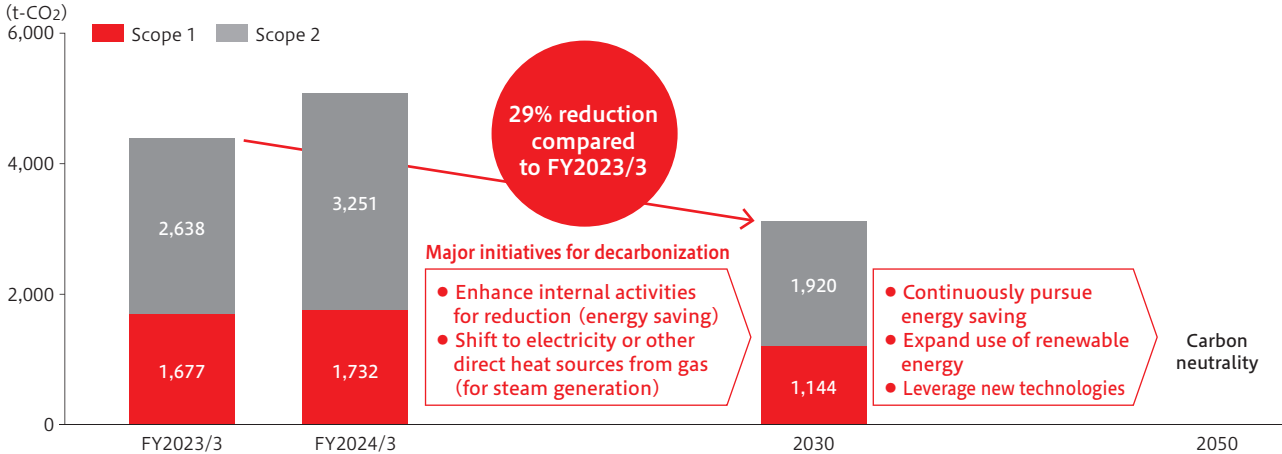 (t-CO₂)
6,000
4,000
2,000
0
Scope 1
Scope 2
2,638
1,677
3,251
1,732
29% reduction
compared
to FY2023/3
Major initiatives for decarbonization
● Enhance internal activities
for reduction (energy saving)
● Shift to electricity or other
direct heat sources from gas
(for steam generation)
1,920
1,144
● Continuously pursue
energy saving
● Expand use of renewable
energy
● Leverage new technologies
Carbon
neutrality
FY2023/3
FY2024/3
2030
2050